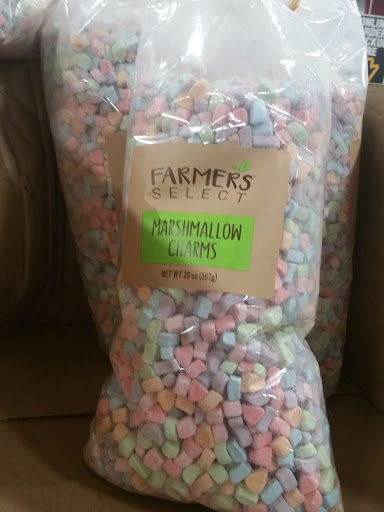 FARMERS
SELECT
MARSHMALLOW
CHARMS
NET WT 20 oz (567g)